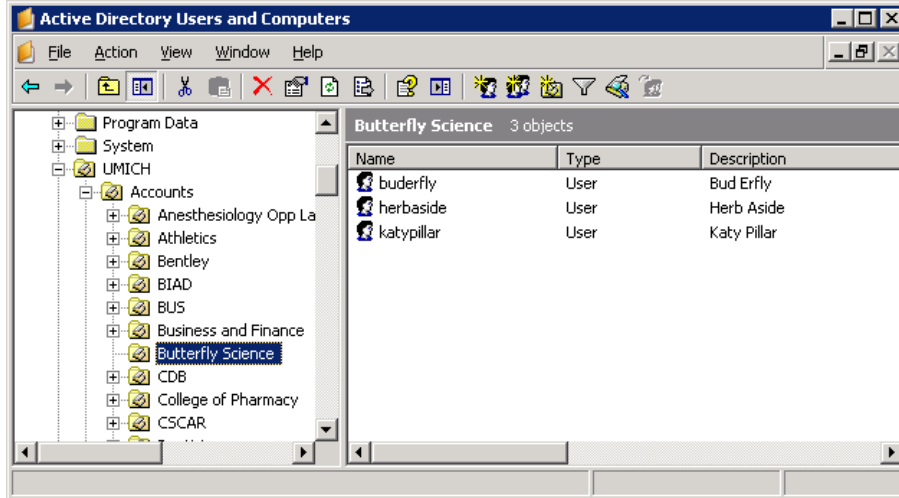 Active Directory Users and Computers
File Action View Window Help
Program Data
System
UMICH
Accounts
Anesthesiology Opp La
Athletics
Bentley
BIAD
BUS
Business and Finance
Butterfly Science
CDB
College of Pharmacy
CSCAR
Butterfly Science 3 objects
Name Type Description
buderfly User Bud Erfly
herbaside User Herb Aside
katypillar User Katy Pillar